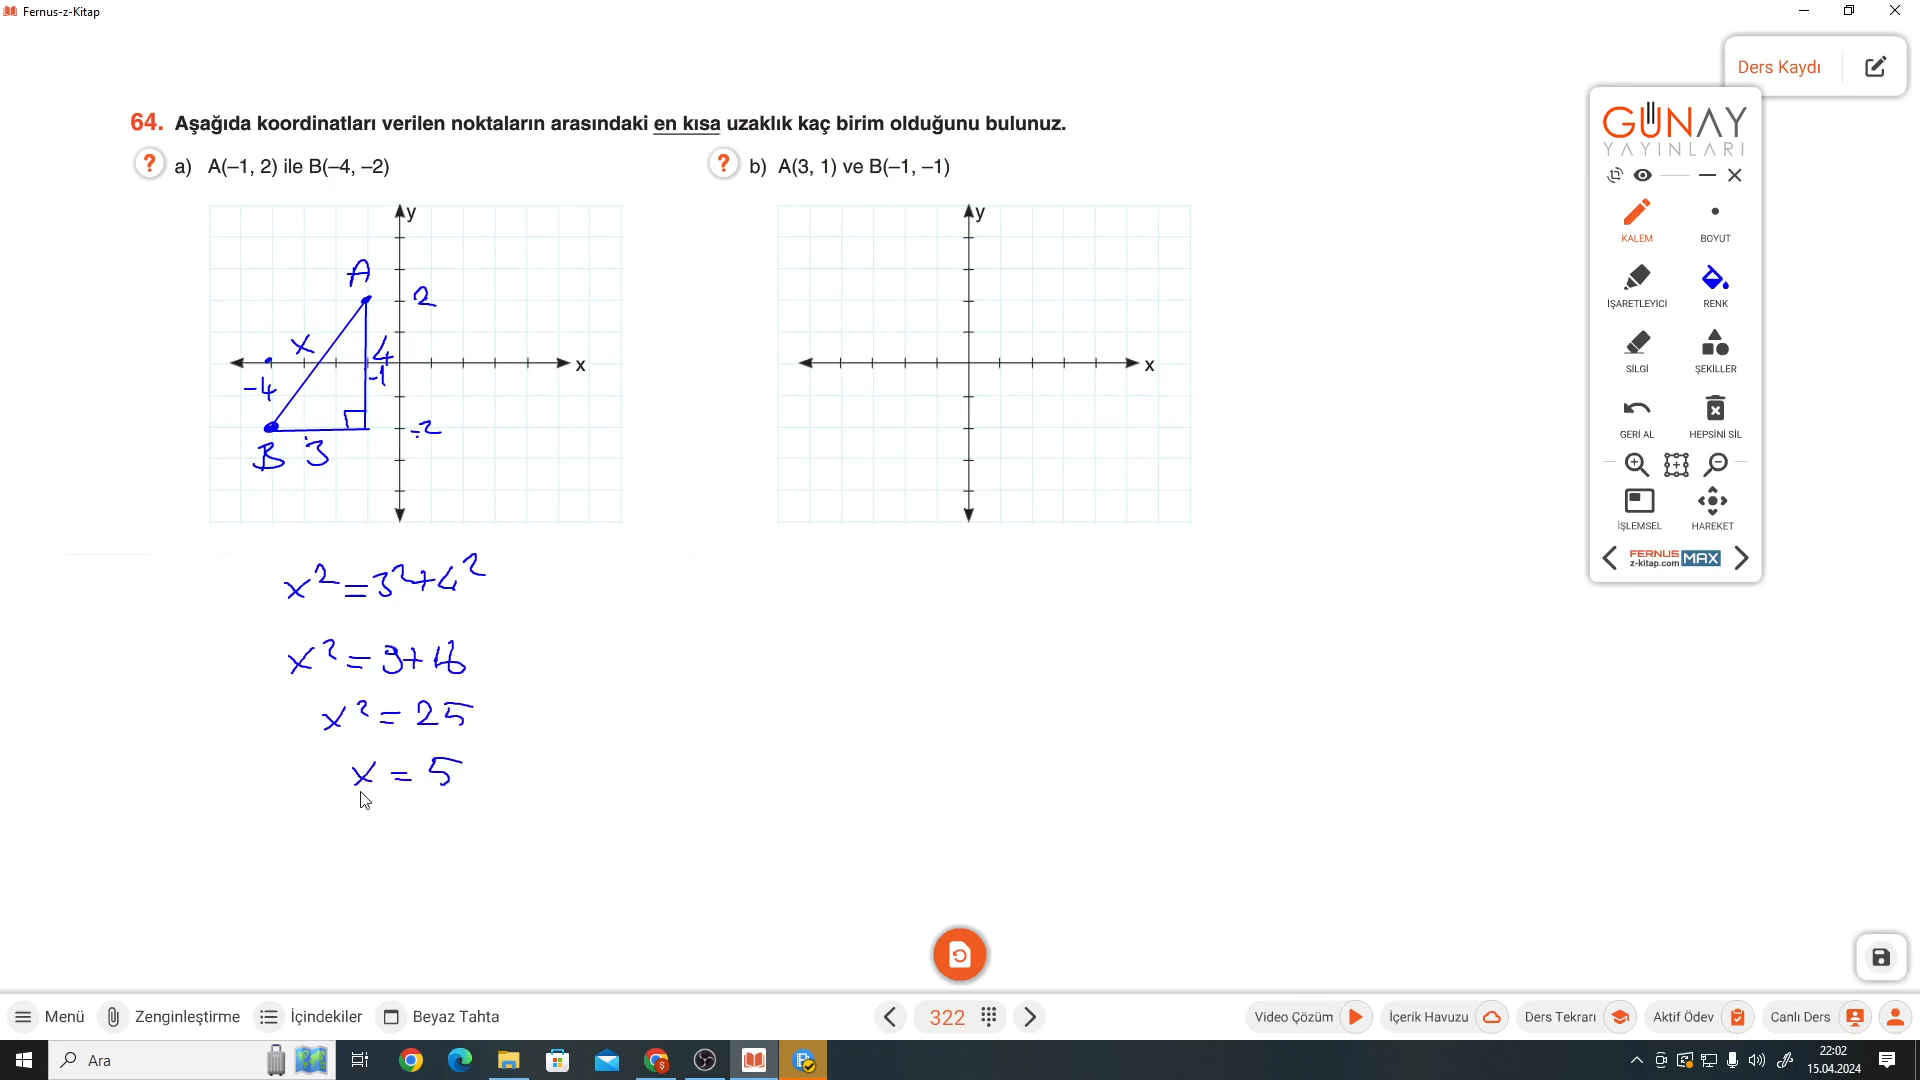 Fernus-z-Kitap
Ders Kaydı
64. Aşağıda koordinatları verilen noktaların arasındaki en kısa uzaklık kaç birim olduğunu bulunuz.
? a) A(–1, 2) ile B(–4, –2)
? b) A(3, 1) ve B(–1, –1)
y
A
2
x
4
x
-4
-1
-2
B
3
y
x
x² = 3² + 4²
x² = 9 + 16
x² = 25
x = 5
GÜNAY
YAYINLARI
KALEM
BOYUT
İŞARETLEYİCİ
RENK
SİLGİ
ŞEKİLLER
GERİ AL
HEPSİNİ SİL
İŞLEMSEL
HAREKET
FERNUS
z-kitap.com
MAX
Menü
Zenginleştirme
İçindekiler
Beyaz Tahta
322
Video Çözüm
İçerik Havuzu
Ders Tekrarı
Aktif Ödev
Canlı Ders
Ara
22:02
15.04.2024